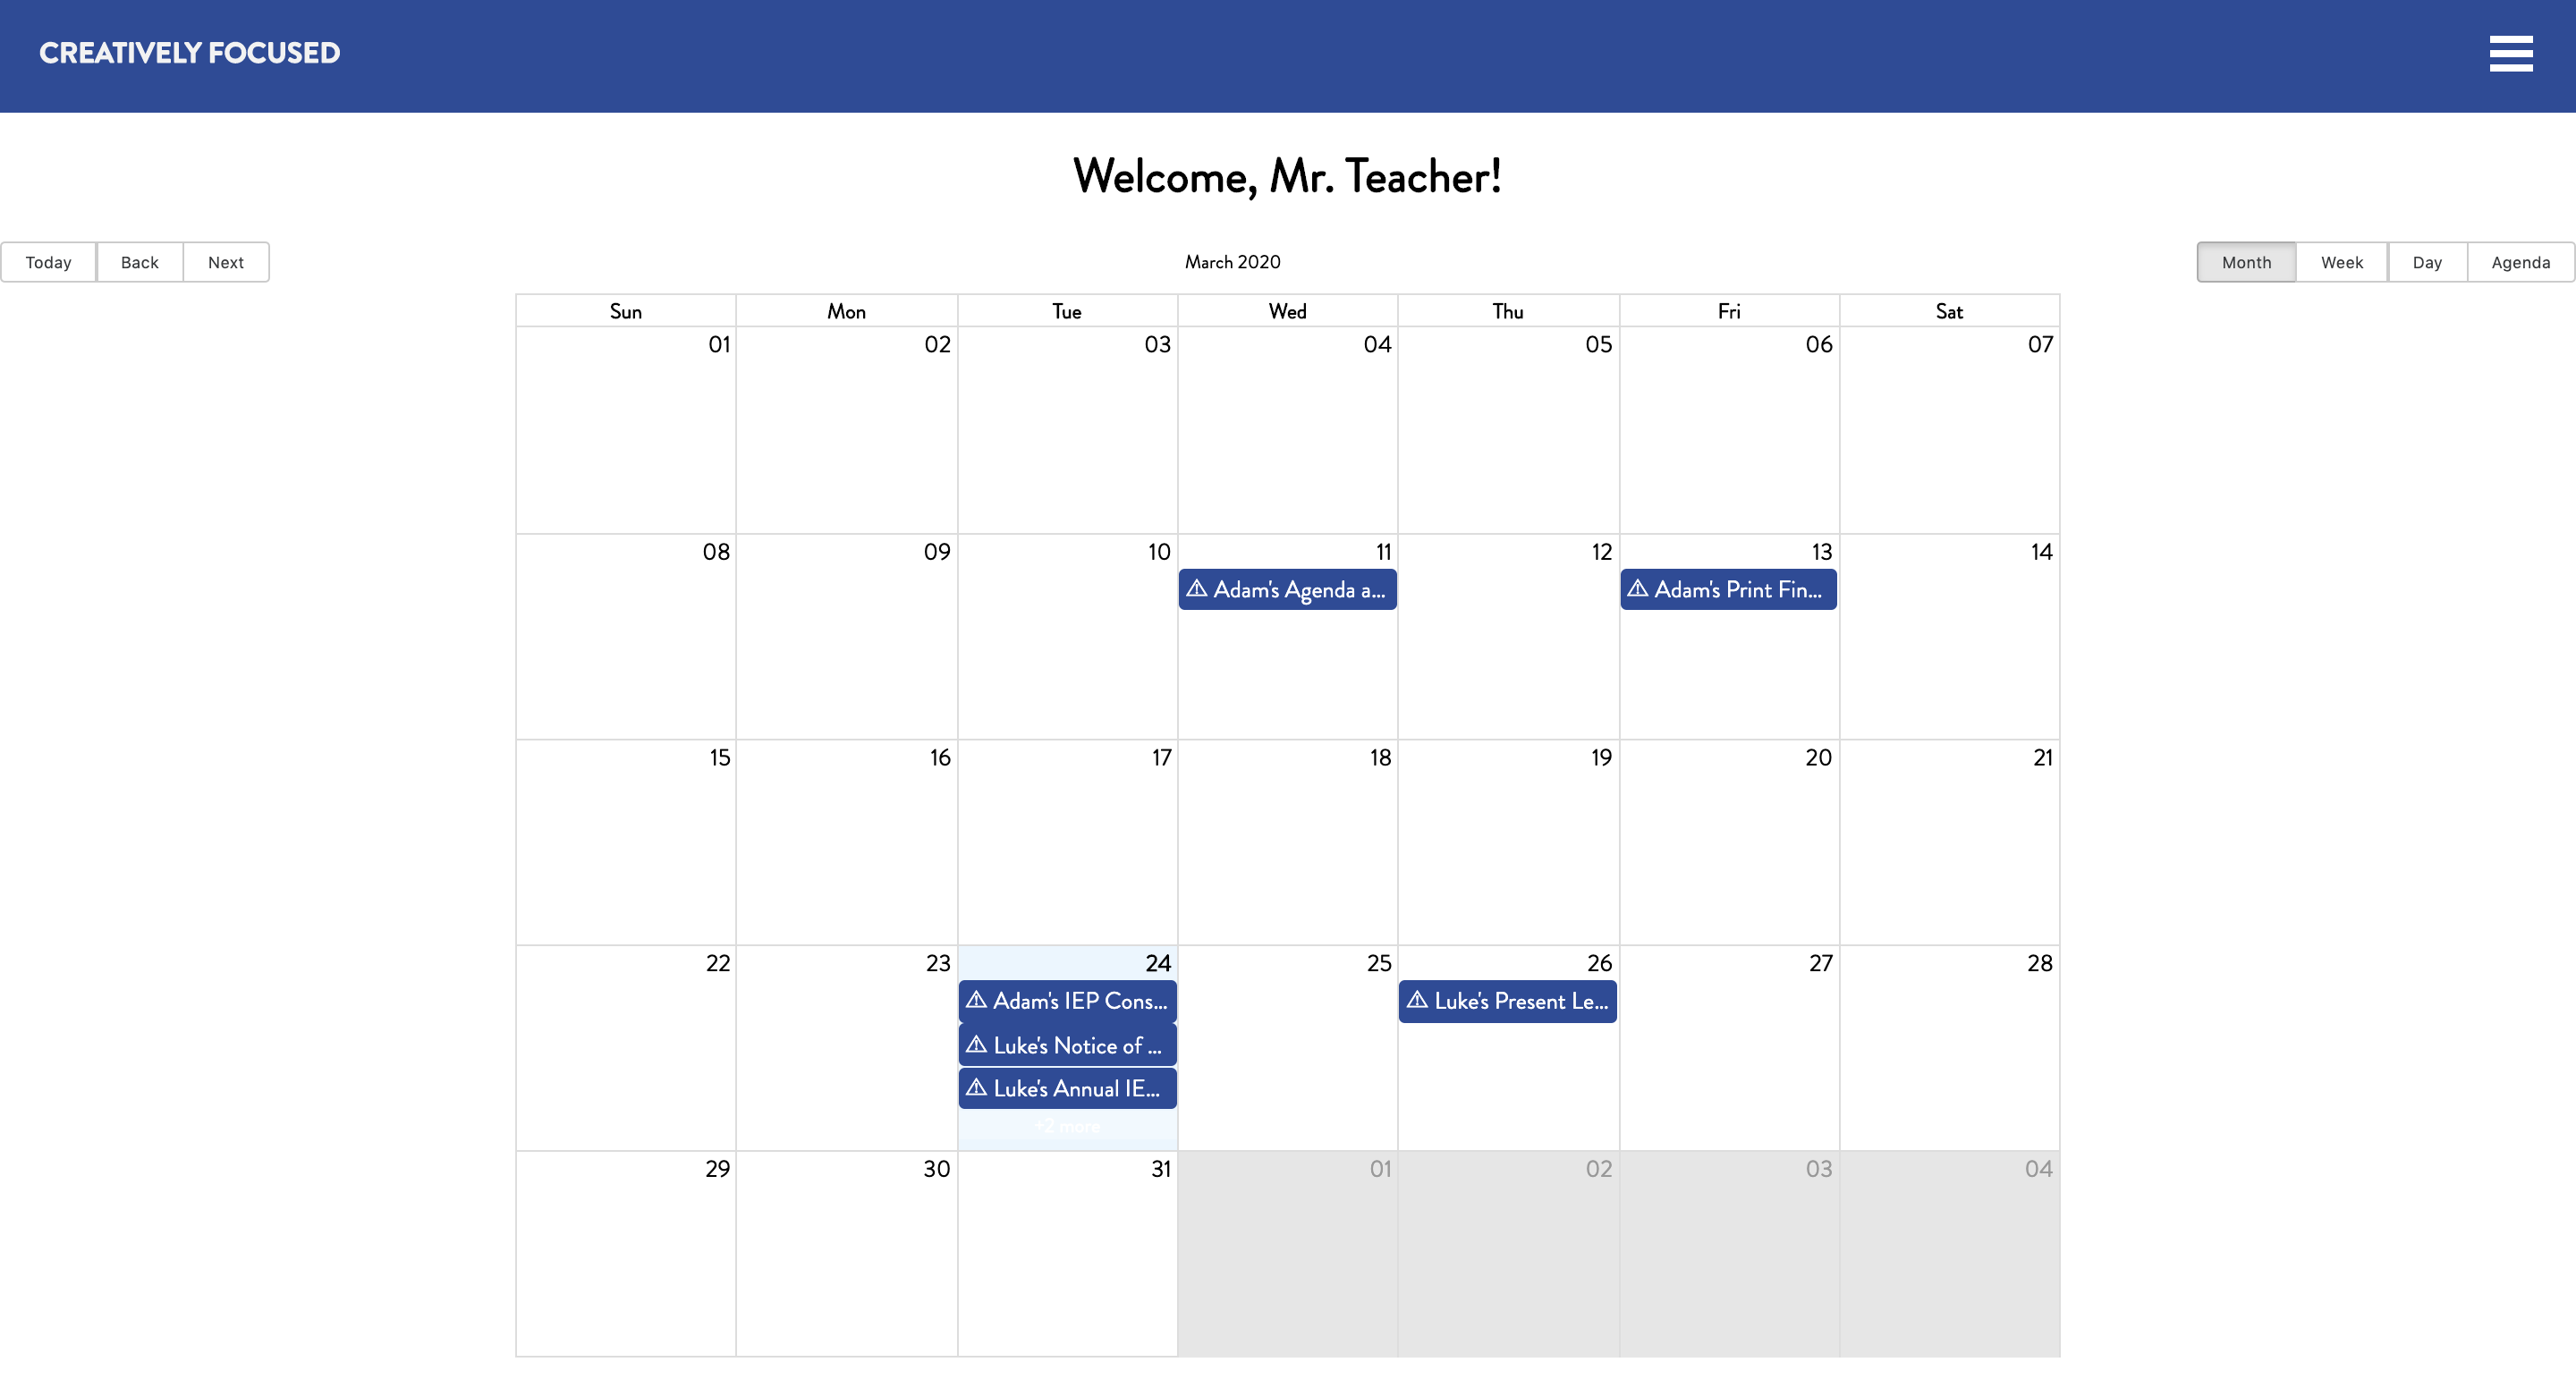 CREATIVELY FOCUSED
Welcome, Mr. Teacher!
Today Back Next March 2020 Month Week Day Agenda
Sun Mon Tue Wed Thu Fri Sat
01 02 03 04 05 06 07
08 09 10 11 12 13 14
⚠ Adam's Agenda a... ⚠ Adam's Print Fin...
15 16 17 18 19 20 21
22 23 24 25 26 27 28
⚠ Adam's IEP Cons... ⚠ Luke's Present Le...
⚠ Luke's Notice of ...
⚠ Luke's Annual IE...
+2 more
29 30 31 01 02 03 04